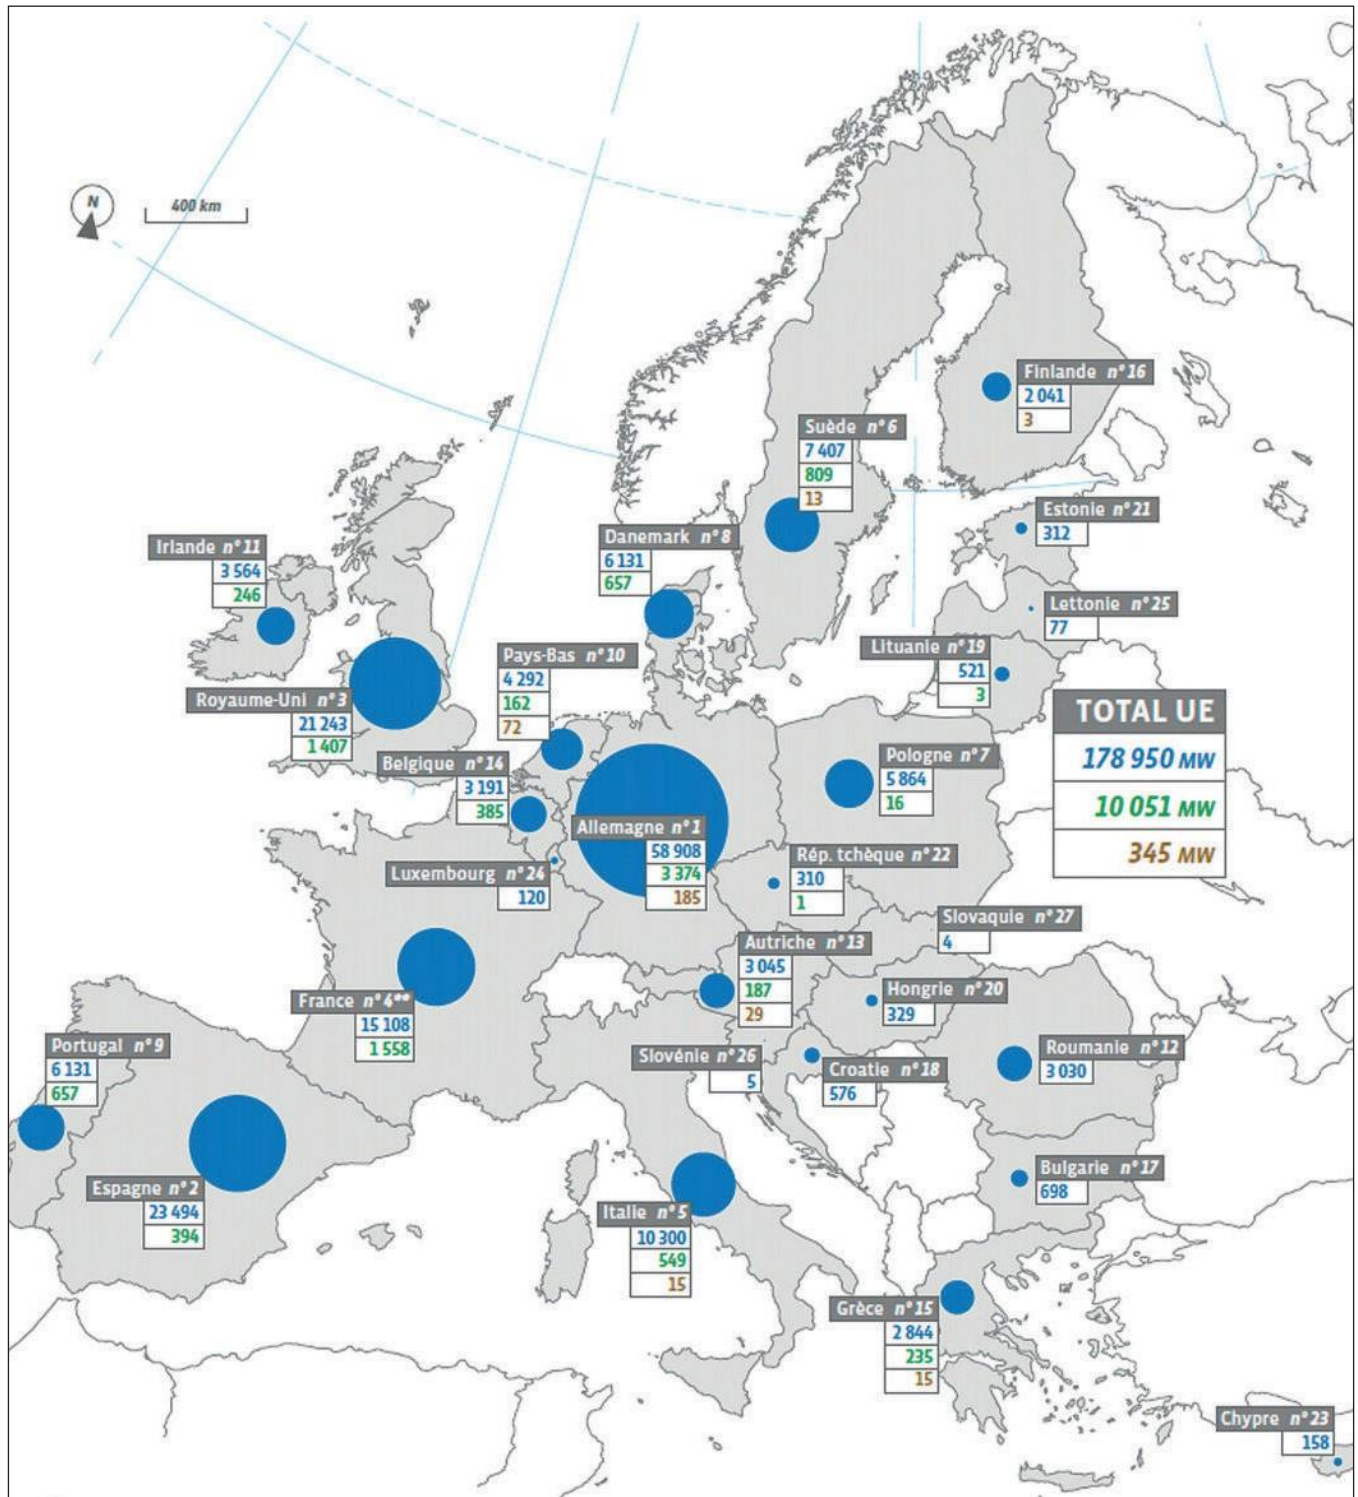 N
400 km
Finlande n°16
2 041
3
Suède n°6
7 407
809
13
Estonie n°21
312
Danemark n°8
6 131
657
Irlande n°11
3 564
246
Lettonie n°25
77
Lituanie n°19
521
3
Pays-Bas n°10
4 292
162
72
Royaume-Uni n°3
21 243
1 407
TOTAL UE
178 950 MW
10 051 MW
345 MW
Belgique n°14
3 191
385
Pologne n°7
5 864
16
Allemagne n°1
58 908
3 374
185
Rép. tchèque n°22
310
1
Luxembourg n°24
120
Slovaquie n°27
4
Autriche n°13
3 045
187
29
Hongrie n°20
329
France n°4**
15 108
1 558
Portugal n°9
6 131
657
Slovénie n°26
5
Croatie n°18
576
Roumanie n°12
3 030
Bulgarie n°17
698
Espagne n°2
23 494
394
Italie n°5
10 300
549
15
Grèce n°15
2 844
235
15
Chypre n°23
158